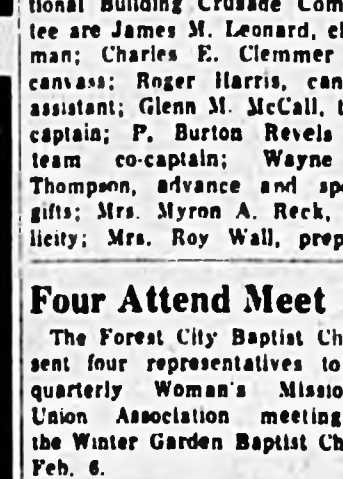 tional Building Crusade Com
tee are James M. Leonard, c
man; Charles E. Clemmer
canvass; Roger Harris, can
assistant; Glenn M. McCall, t
captain; P. Burton Revels
team co-captain; Wayne
Thompson, advance and spe
gifts; Mrs. Myron A. Reck,
licity; Mrs. Roy Wall, prep
Four Attend Meet
The Forest City Baptist Ch
sent four representatives to
quarterly Woman's Missio
Union Association meeting
the Winter Garden Baptist Ch
Feb. 6.